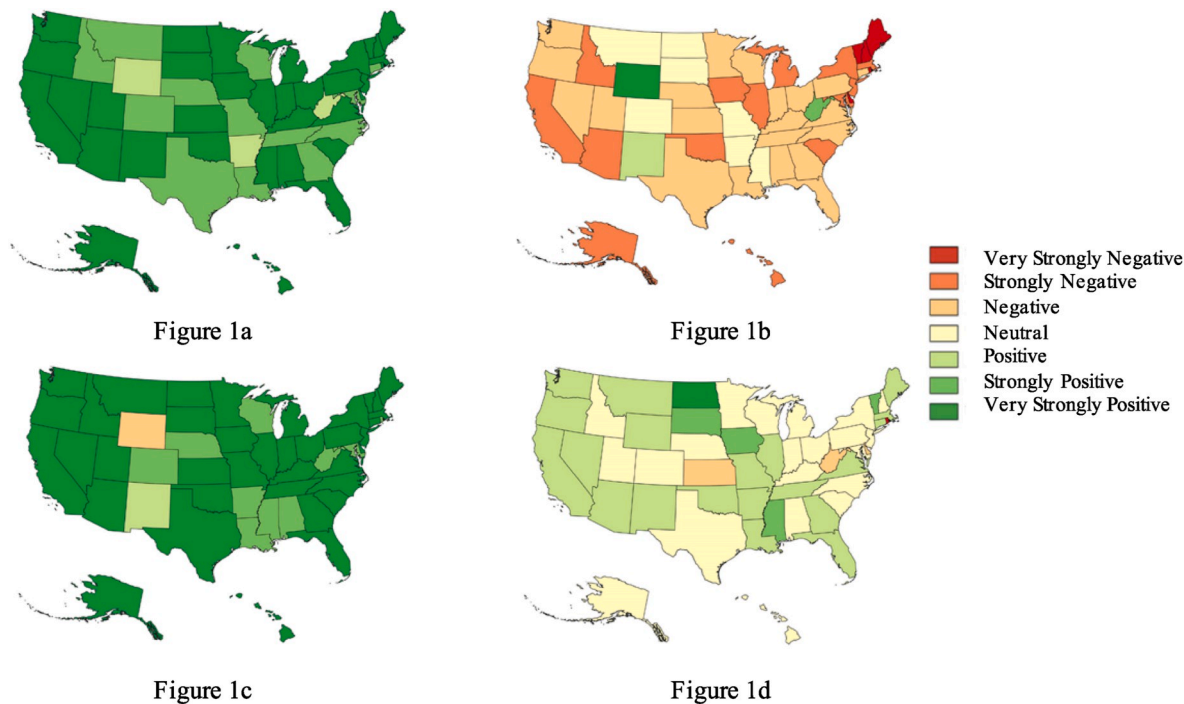 Figure 1a
Figure 1b
Very Strongly Negative
Strongly Negative
Negative
Neutral
Positive
Strongly Positive
Very Strongly Positive
Figure 1c
Figure 1d